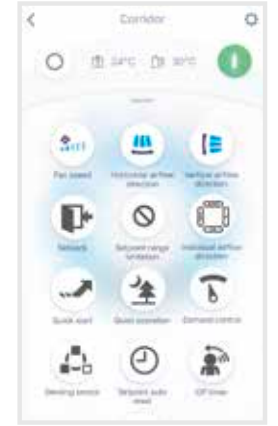 Corridor
24°C 30°C
Fan speed
Horizontal airflow direction
Vertical airflow direction
Network
Setpoint range limitation
Individual airflow direction
Quick start
Quiet operation
Demand control
Sensing sensor
Setpoint auto reset
Off timer